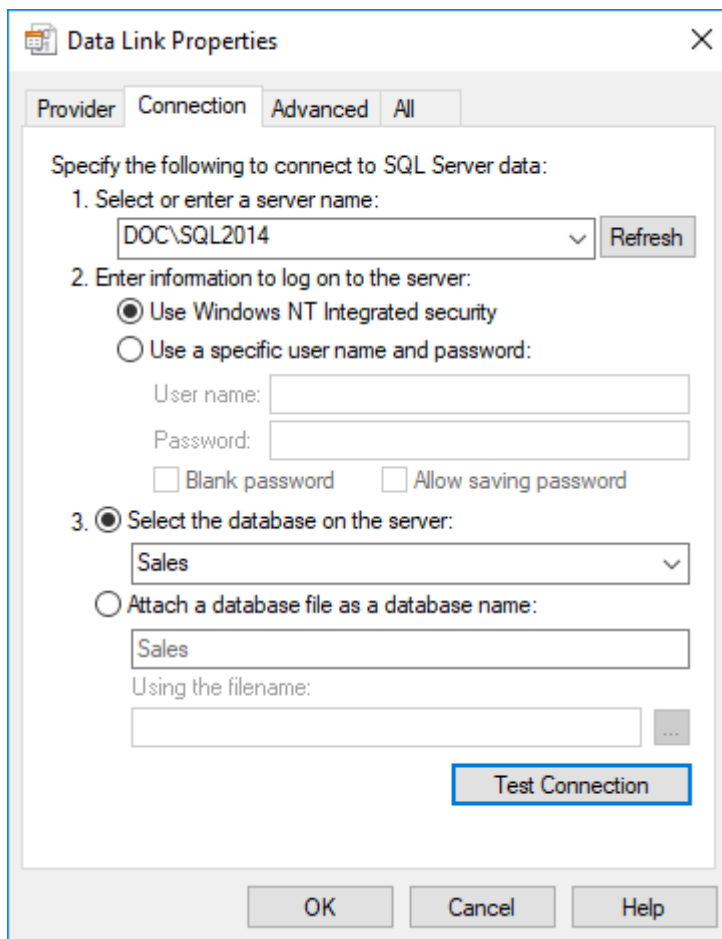 Data Link Properties
Provider Connection Advanced All
Specify the following to connect to SQL Server data:
1. Select or enter a server name:
DOC\SQL2014 Refresh
2. Enter information to log on to the server:
Use Windows NT Integrated security
Use a specific user name and password:
User name:
Password:
Blank password Allow saving password
3. Select the database on the server:
Sales
Attach a database file as a database name:
Sales
Using the filename:
...
Test Connection
OK Cancel Help